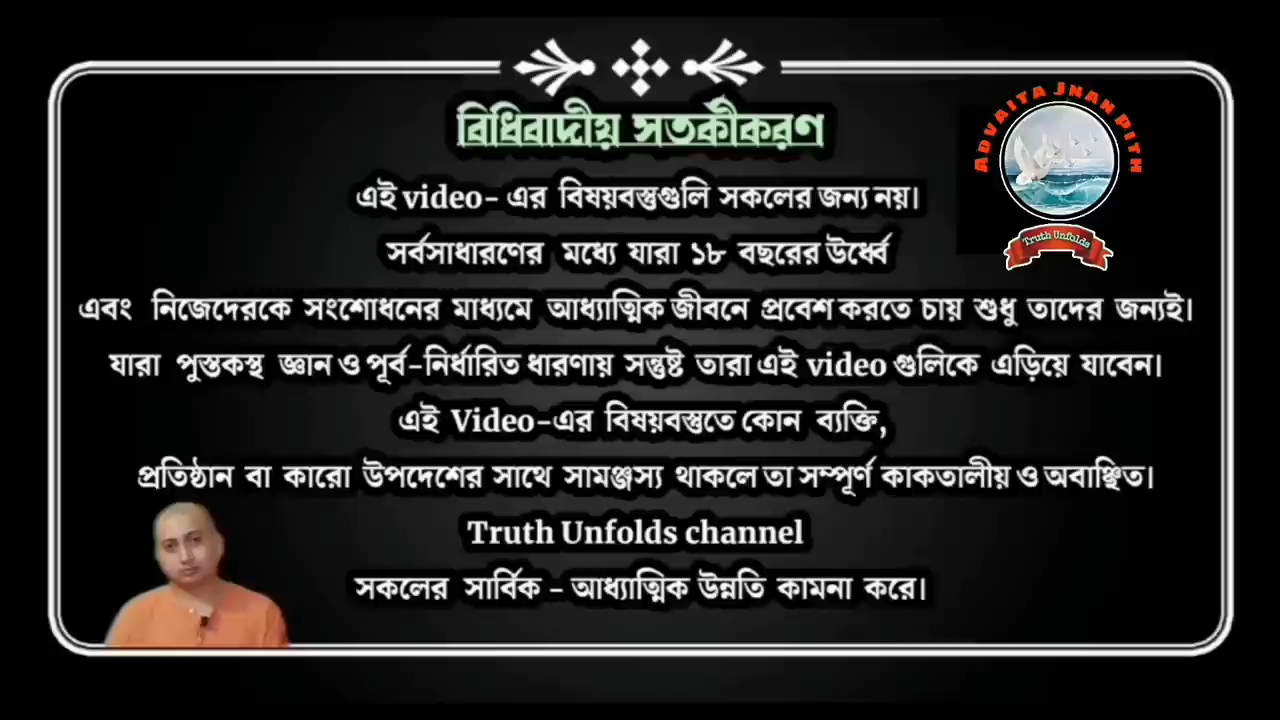 বিধিবাদীয় সতর্কীকরণ
ADVAITA JNAN PITH
Truth Unfolds
এই video- এর বিষয়বস্তুগুলি সকলের জন্য নয়।
সর্বসাধারণের মধ্যে যারা ১৮ বছরের উর্ধ্বে
এবং নিজেদেরকে সংশোধনের মাধ্যমে আধ্যাত্মিক জীবনে প্রবেশ করতে চায় শুধু তাদের জন্যই।
যারা পুস্তকস্থ জ্ঞান ও পূর্ব-নির্ধারিত ধারণায় সন্তুষ্ট তারা এই video গুলিকে এড়িয়ে যাবেন।
এই Video-এর বিষয়বস্তুতে কোন ব্যক্তি,
প্রতিষ্ঠান বা কারো উপদেশের সাথে সামঞ্জস্য থাকলে তা সম্পূর্ণ কাকতালীয় ও অবাঞ্ছিত।
Truth Unfolds channel
সকলের সার্বিক - আধ্যাত্মিক উন্নতি কামনা করে।